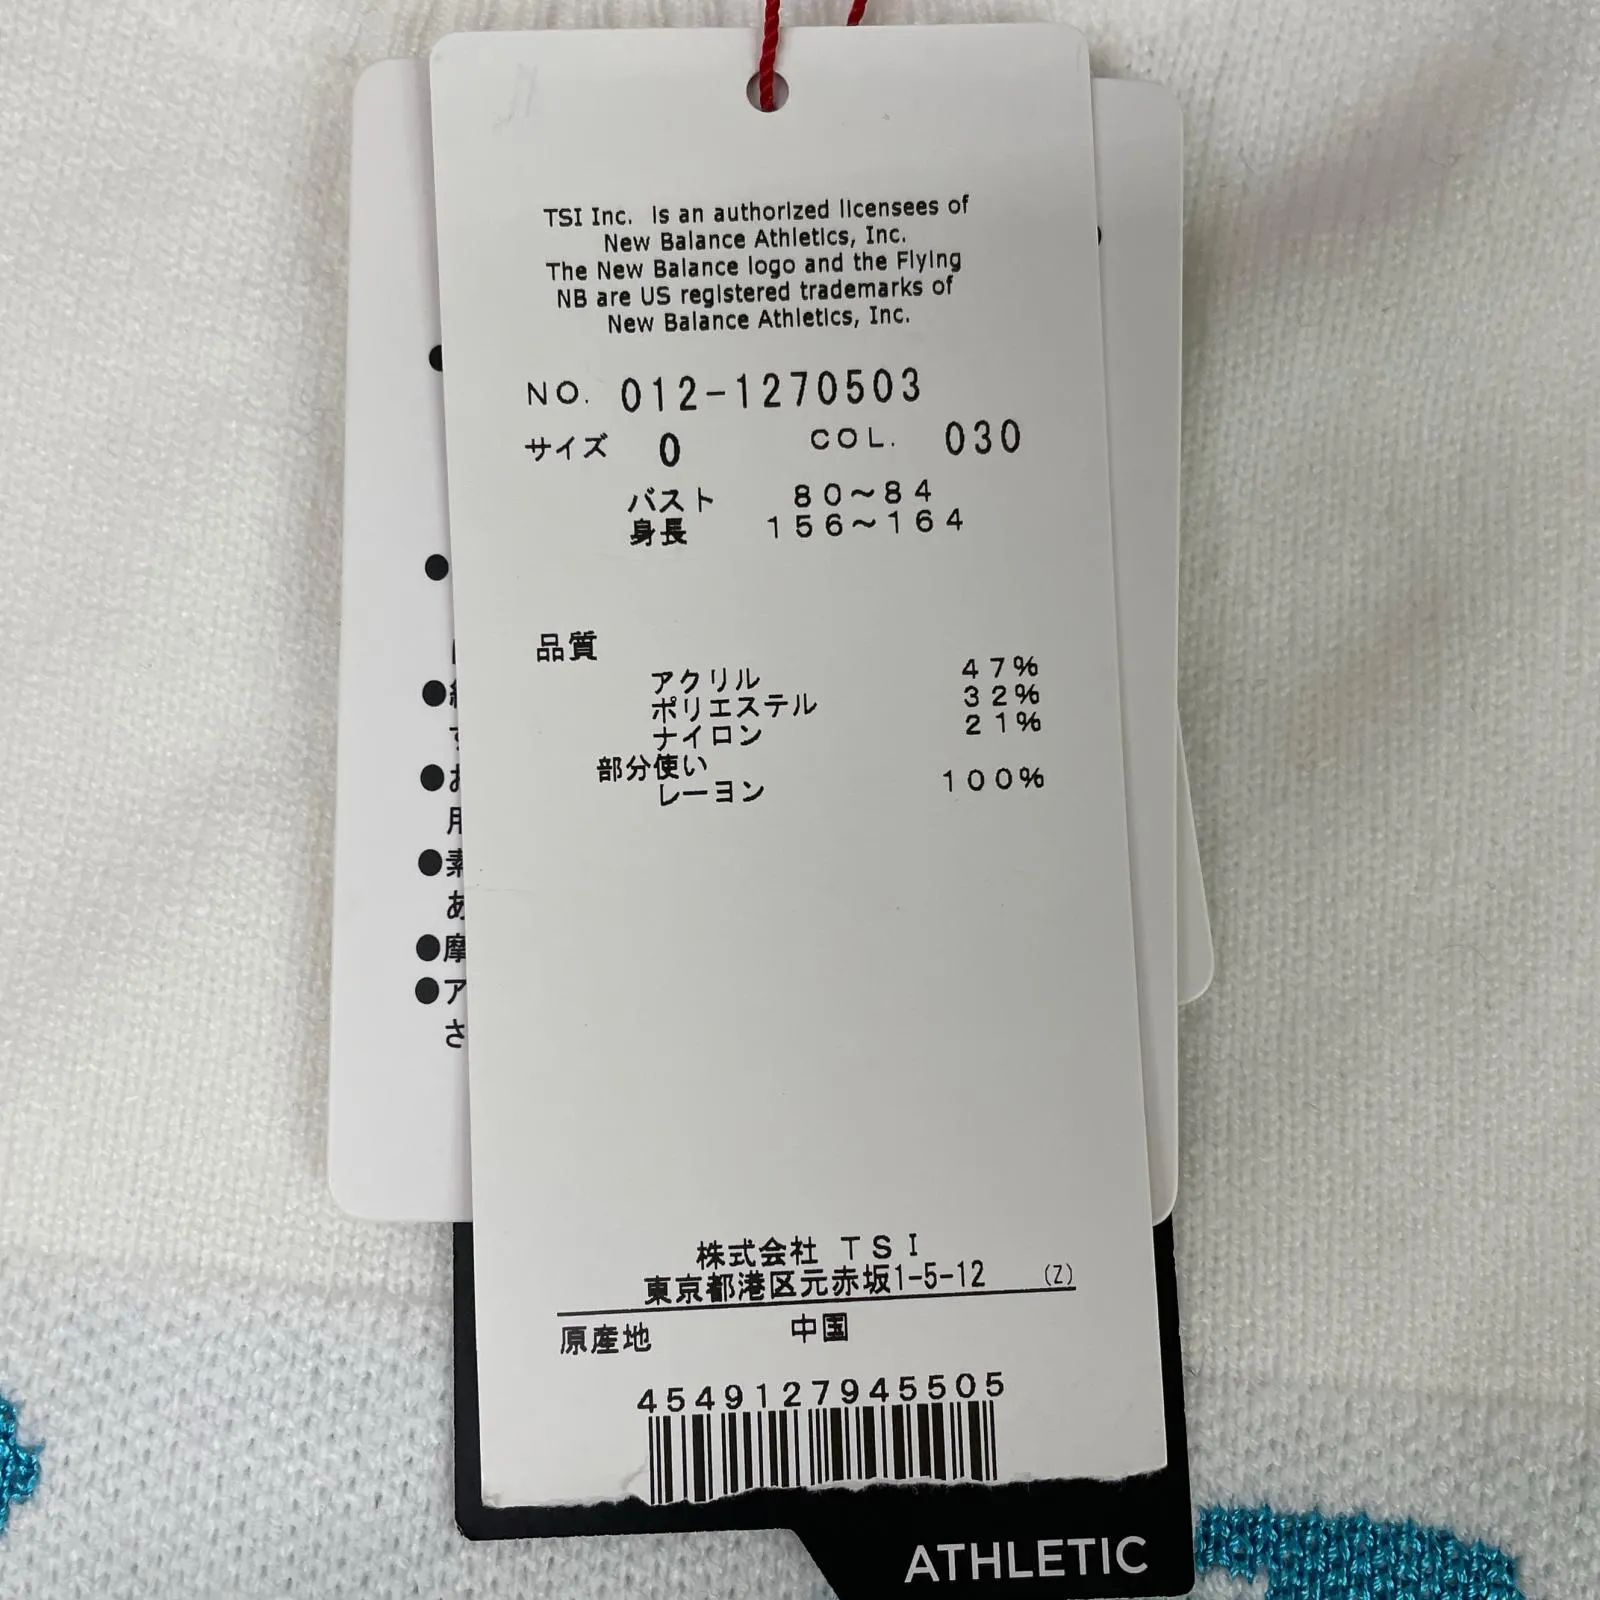 TSI Inc. is an authorized licensees of
New Balance Athletics, Inc.
The New Balance logo and the Flying
NB are US registered trademarks of
New Balance Athletics, Inc.
NO. 012-1270503
サイズ 0 COL. 030
バスト 80~84
身長 156~164
品質
アクリル 47%
ポリエステル 32%
ナイロン 21%
部分使い
レーヨン 100%
株式会社 TSI
東京都港区元赤坂1-5-12 (Z)
原産地 中国
4549127945505
ATHLETIC